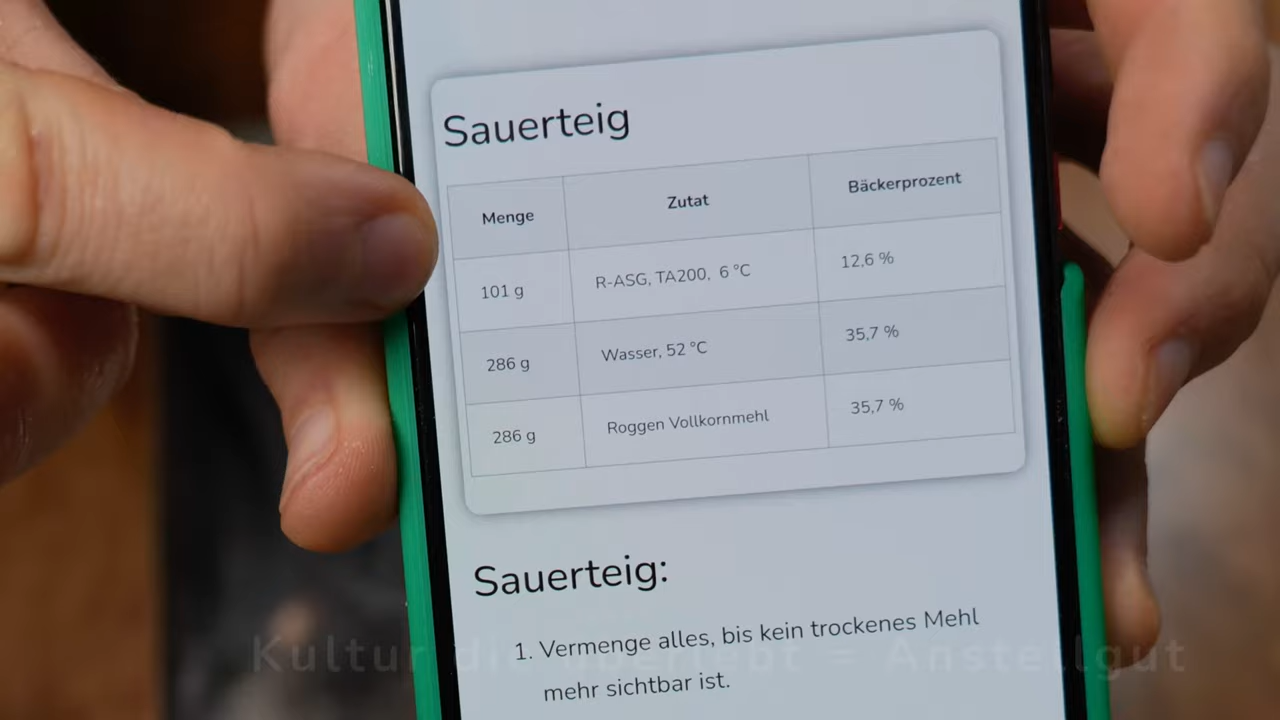 Sauerteig
Menge Zutat Bäckerprozent
101 g R-ASG, TA200, 6 °C 12,6 %
286 g Wasser, 52 °C 35,7 %
286 g Roggen Vollkornmehl 35,7 %
Sauerteig:
1. Vermenge alles, bis kein trockenes Mehl
mehr sichtbar ist.
Kultur die überlebt = Anstellgut